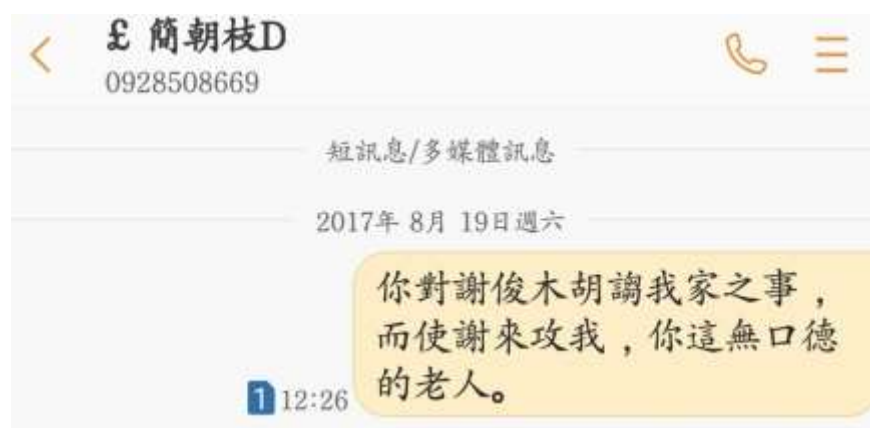 £ 簡朝枝D
0928508669
短訊息/多媒體訊息
2017年 8月 19日週六
你對謝俊木胡謅我家之事，
而使謝來攻我，你這無口德
的老人。
1 12:26